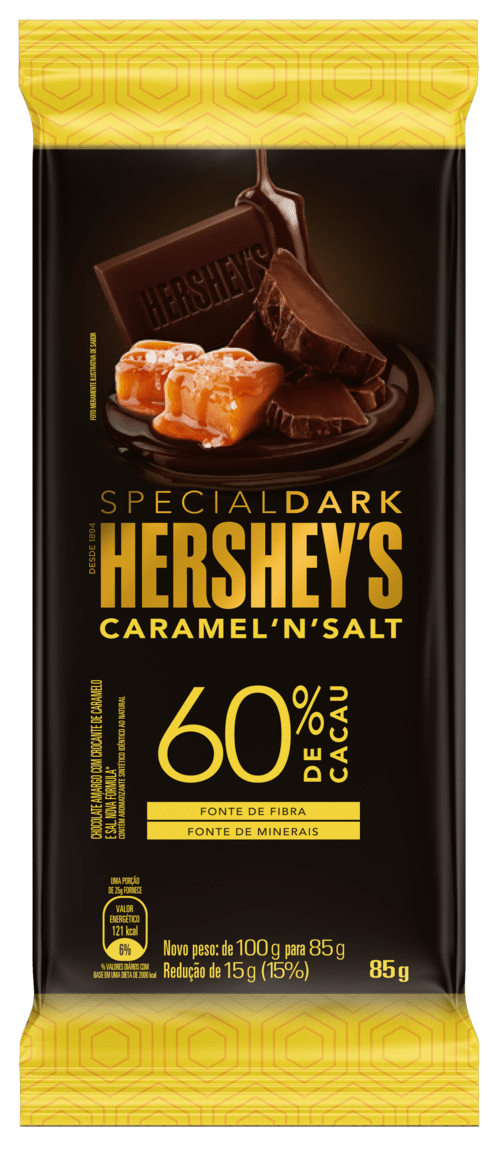 HERSHEY'S
FOTO MERAMENTE ILUSTRATIVA DE SABOR
SPECIALDARK
DESDE 1894
HERSHEY'S
CARAMEL'N'SALT
60% DE CACAU
CHOCOLATE AMARGO COM CROCANTE DE CARAMELO
E SAL. NOVA FÓRMULA*
CONTÉM AROMATIZANTE SINTÉTICO IDÊNTICO AO NATURAL
FONTE DE FIBRA
FONTE DE MINERAIS
UMA PORÇÃO
DE 25g FORNECE
VALOR
ENERGÉTICO
121 kcal
6%
% VALORES DIÁRIOS COM
BASE EM UMA DIETA DE 2000 kcal
Novo peso: de 100 g para 85 g
Redução de 15 g (15%)
85 g